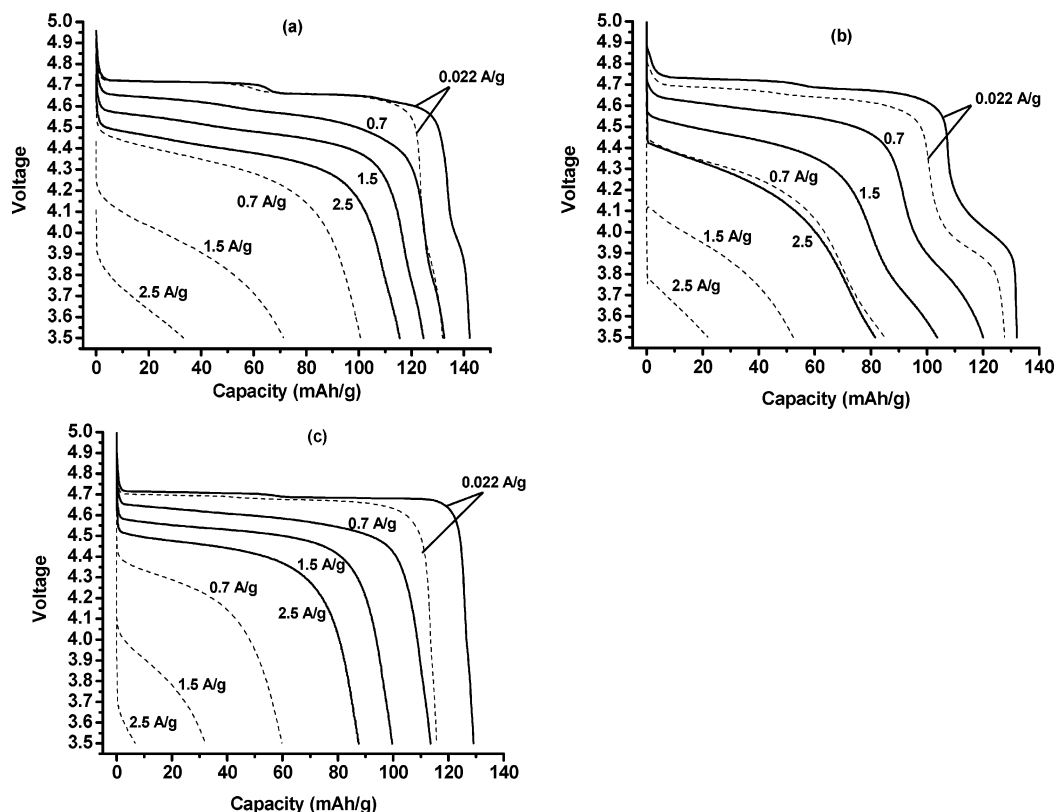 (a)
5.0
4.9
4.8
4.7
4.6
4.5
4.4
4.3
4.2
4.1
4.0
3.9
3.8
3.7
3.6
3.5
Voltage
0.022 A/g
0.7
1.5
2.5
0.7 A/g
1.5 A/g
2.5 A/g
0 20 40 60 80 100 120 140
Capacity (mAh/g)
(b)
5.0
4.9
4.8
4.7
4.6
4.5
4.4
4.3
4.2
4.1
4.0
3.9
3.8
3.7
3.6
3.5
Voltage
0.022 A/g
0.7
0.7 A/g
1.5
2.5
1.5 A/g
2.5 A/g
0 20 40 60 80 100 120 140
Capacity (mAh/g)
(c)
5.0
4.9
4.8
4.7
4.6
4.5
4.4
4.3
4.2
4.1
4.0
3.9
3.8
3.7
3.6
3.5
Voltage
0.022 A/g
0.7 A/g
1.5 A/g
0.7 A/g
2.5 A/g
1.5 A/g
2.5 A/g
0 20 40 60 80 100 120 140
Capacity (mAh/g)